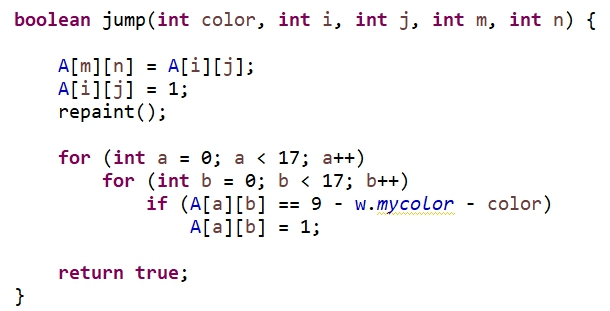 boolean jump(int color, int i, int j, int m, int n) {
A[m][n] = A[i][j];
A[i][j] = 1;
repaint();
for (int a = 0; a < 17; a++)
for (int b = 0; b < 17; b++)
if (A[a][b] == 9 - w.mycolor - color)
A[a][b] = 1;
return true;
}